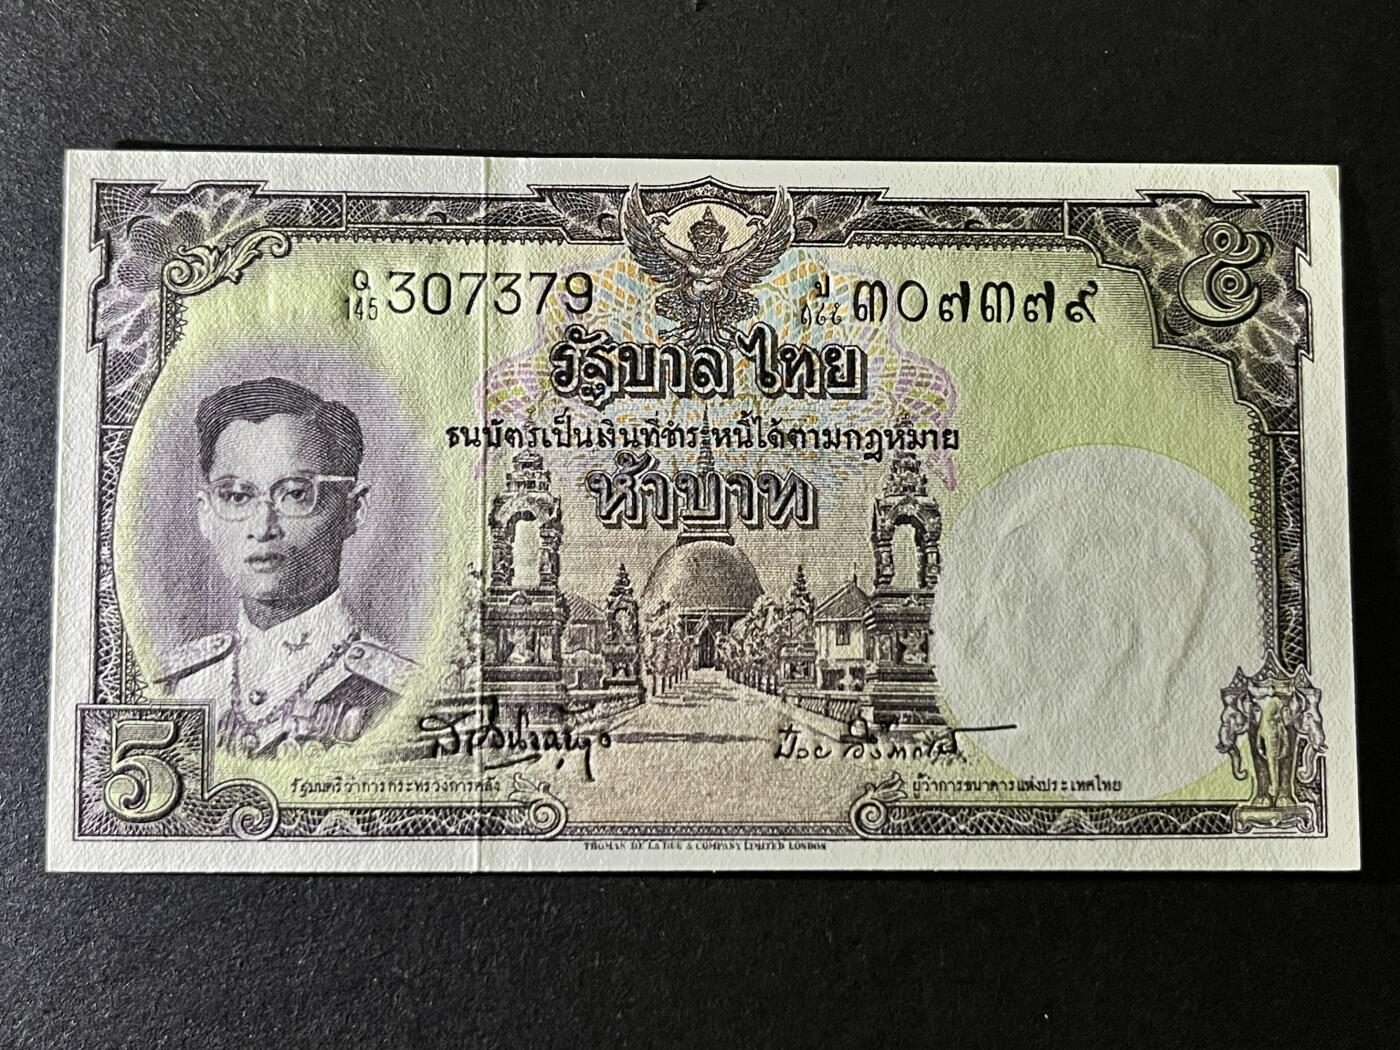 Q
145 307379
๓๐๗๓๗๙
๕
รัฐบาลไทย
ธนบัตรเป็นเงินที่ชำระหนี้ได้ตามกฎหมาย
ห้าบาท
5
รัฐมนตรีว่าการกระทรวงการคลัง
ผู้ว่าการธนาคารแห่งประเทศไทย
THOMAS DE LA RUE & COMPANY LIMITED LONDON